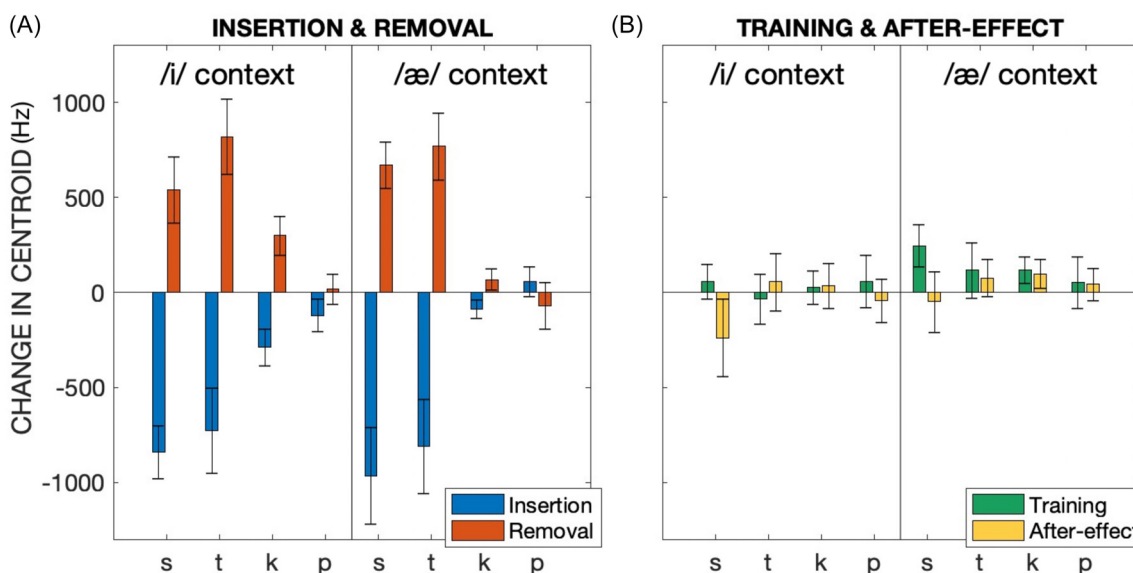 (A)
INSERTION & REMOVAL
/i/ context
/æ/ context
CHANGE IN CENTROID (Hz)
1000
500
0
-500
-1000
Insertion
Removal
s t k p s t k p
(B)
TRAINING & AFTER-EFFECT
/i/ context
/æ/ context
Training
After-effect
s t k p s t k p